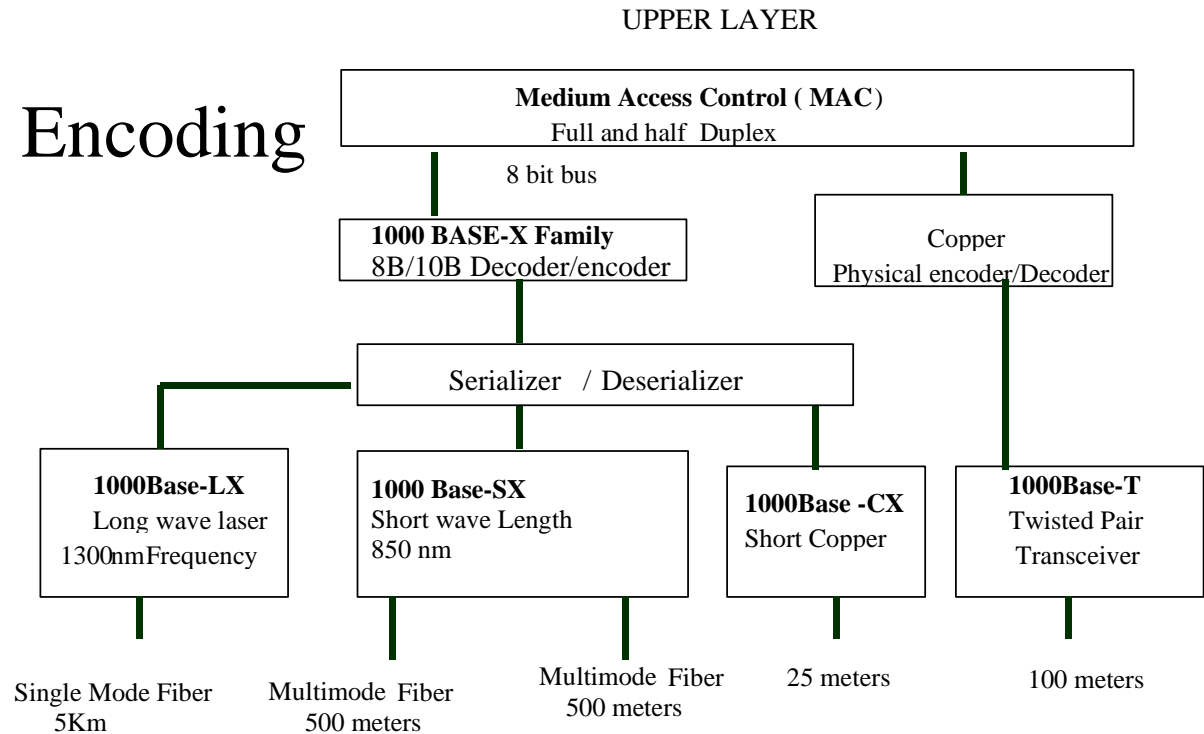 UPPER LAYER
Encoding
Medium Access Control ( MAC)
Full and half Duplex
8 bit bus
1000 BASE-X Family
8B/10B Decoder/encoder
Copper
Physical encoder/Decoder
Serializer / Deserializer
1000Base-LX
Long wave laser
1300nmFrequency
1000 Base-SX
Short wave Length
850 nm
1000Base -CX
Short Copper
1000Base-T
Twisted Pair
Transceiver
Single Mode Fiber
5Km
Multimode Fiber
500 meters
Multimode Fiber
500 meters
25 meters
100 meters